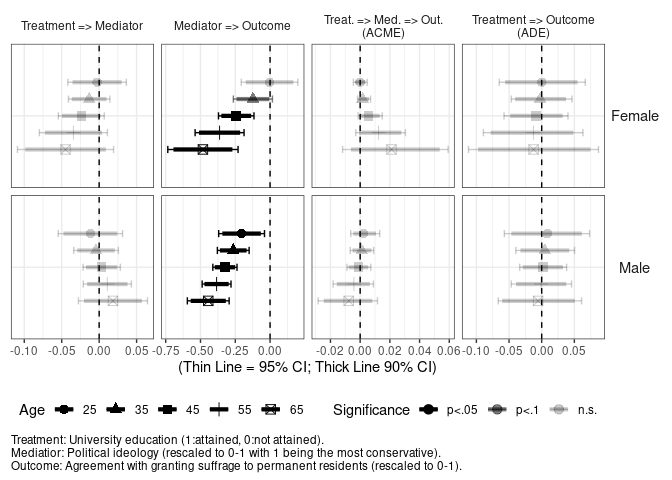 Treatment => Mediator
Mediator => Outcome
Treat. => Med. => Out.
(ACME)
Treatment => Outcome
(ADE)
Female
Male
-0.10 -0.05 0.00 0.05
-0.75 -0.50 -0.25 0.00
-0.02 0.00 0.02 0.04 0.06
-0.10 -0.05 0.00 0.05
(Thin Line = 95% CI; Thick Line 90% CI)
Age 25 35 45 55 65 Significance p<.05 p<.1 n.s.
Treatment: University education (1:attained, 0:not attained).
Mediator: Political ideology (rescaled to 0-1 with 1 being the most conservative).
Outcome: Agreement with granting suffrage to permanent residents (rescaled to 0-1).